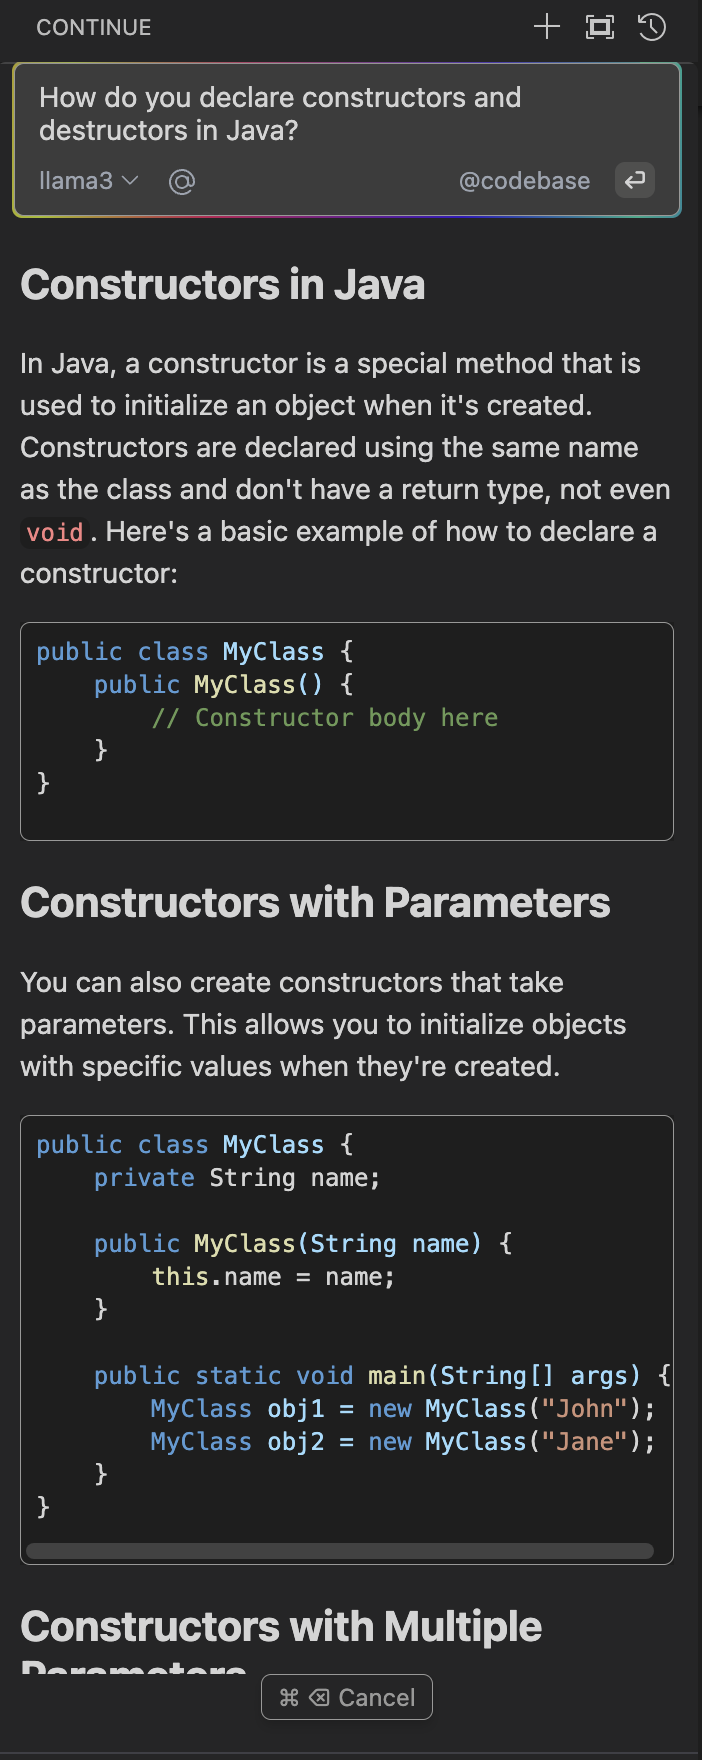 CONTINUE
How do you declare constructors and
destructors in Java?
llama3 @ @codebase
Constructors in Java
In Java, a constructor is a special method that is
used to initialize an object when it's created.
Constructors are declared using the same name
as the class and don't have a return type, not even
void. Here's a basic example of how to declare a
constructor:
public class MyClass {
    public MyClass() {
        // Constructor body here
    }
}
Constructors with Parameters
You can also create constructors that take
parameters. This allows you to initialize objects
with specific values when they're created.
public class MyClass {
    private String name;
    public MyClass(String name) {
        this.name = name;
    }
    public static void main(String[] args) {
        MyClass obj1 = new MyClass("John");
        MyClass obj2 = new MyClass("Jane");
    }
}
Constructors with Multiple
Parameters
⌘ ⌫ Cancel